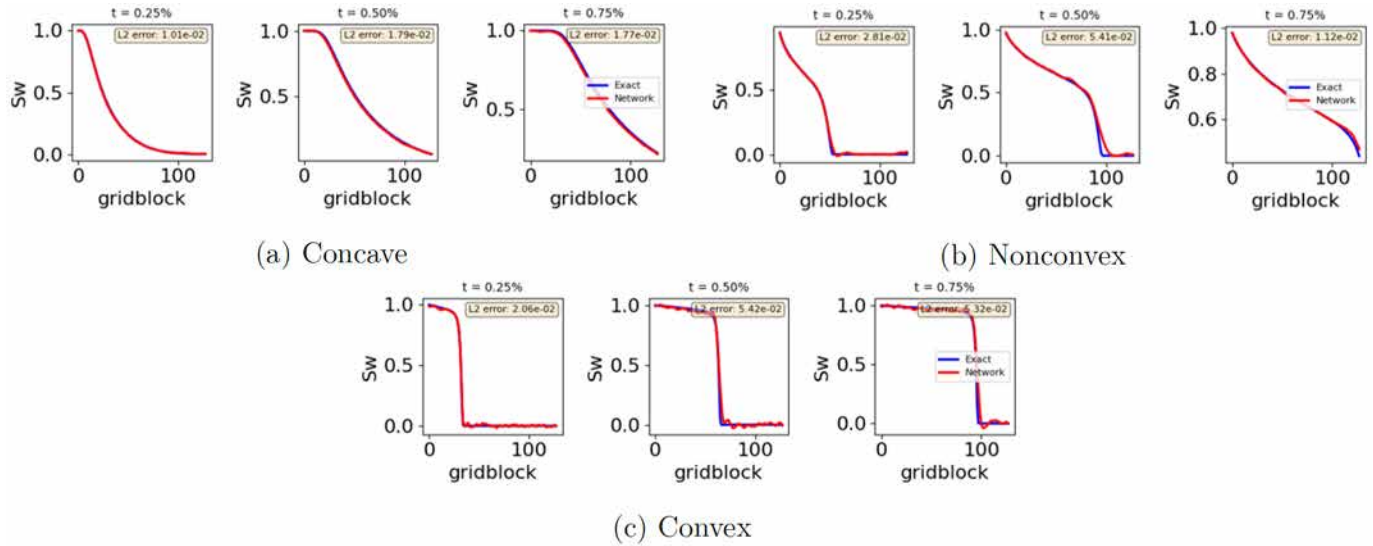 t = 0.25%
t = 0.50%
t = 0.75%
t = 0.25%
t = 0.50%
t = 0.75%
L2 error: 1.01e-02
L2 error: 1.79e-02
L2 error: 1.77e-02
L2 error: 2.81e-02
L2 error: 5.41e-02
L2 error: 1.12e-02
Sw
1.0
0.5
0.0
0
100
gridblock
Sw
1.0
0.5
0
100
gridblock
Sw
1.0
0.5
Exact
Network
0
100
gridblock
(a) Concave
Sw
0.5
0.0
0
100
gridblock
Sw
1.0
0.5
0.0
0
100
gridblock
Sw
1.0
0.8
0.6
Exact
Network
0
100
gridblock
(b) Nonconvex
t = 0.25%
t = 0.50%
t = 0.75%
L2 error: 2.06e-02
L2 error: 5.42e-02
L2 error: 5.32e-02
Sw
1.0
0.5
0.0
0
100
gridblock
Sw
1.0
0.5
0.0
0
100
gridblock
Sw
1.0
0.5
0.0
Exact
Network
0
100
gridblock
(c) Convex